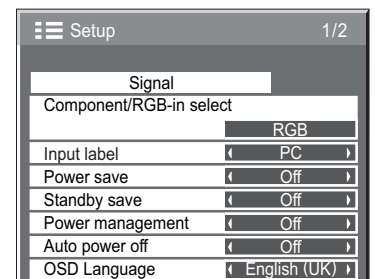 Setup 1/2
Signal
Component/RGB-in select
RGB
Input label PC
Power save Off
Standby save Off
Power management Off
Auto power off Off
OSD Language English (UK)